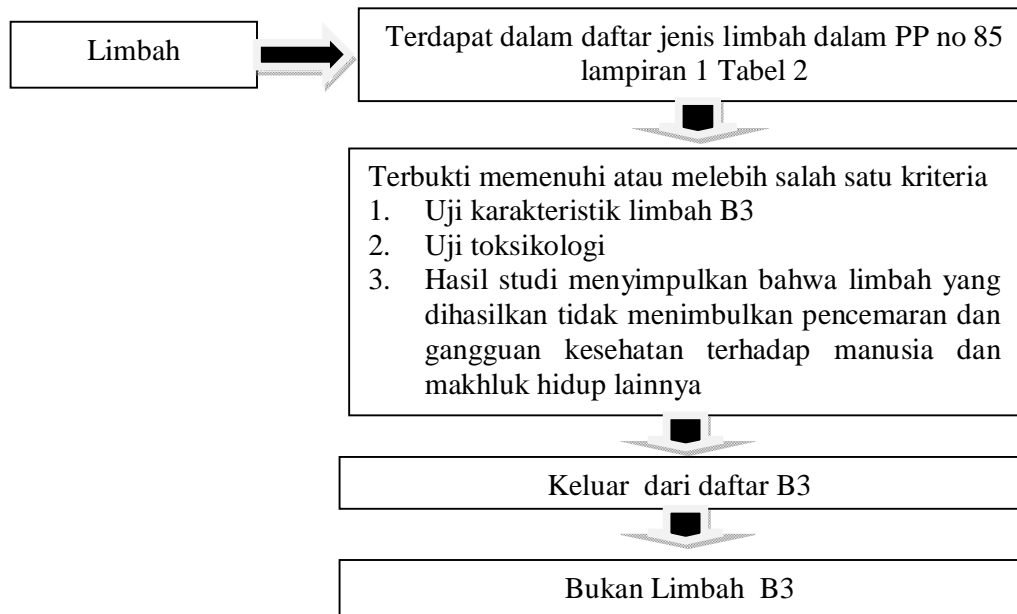 Limbah
Terdapat dalam daftar jenis limbah dalam PP no 85
lampiran 1 Tabel 2
Terbukti memenuhi atau melebih salah satu kriteria
1. Uji karakteristik limbah B3
2. Uji toksikologi
3. Hasil studi menyimpulkan bahwa limbah yang
dihasilkan tidak menimbulkan pencemaran dan
gangguan kesehatan terhadap manusia dan
makhluk hidup lainnya
Keluar dari daftar B3
Bukan Limbah B3